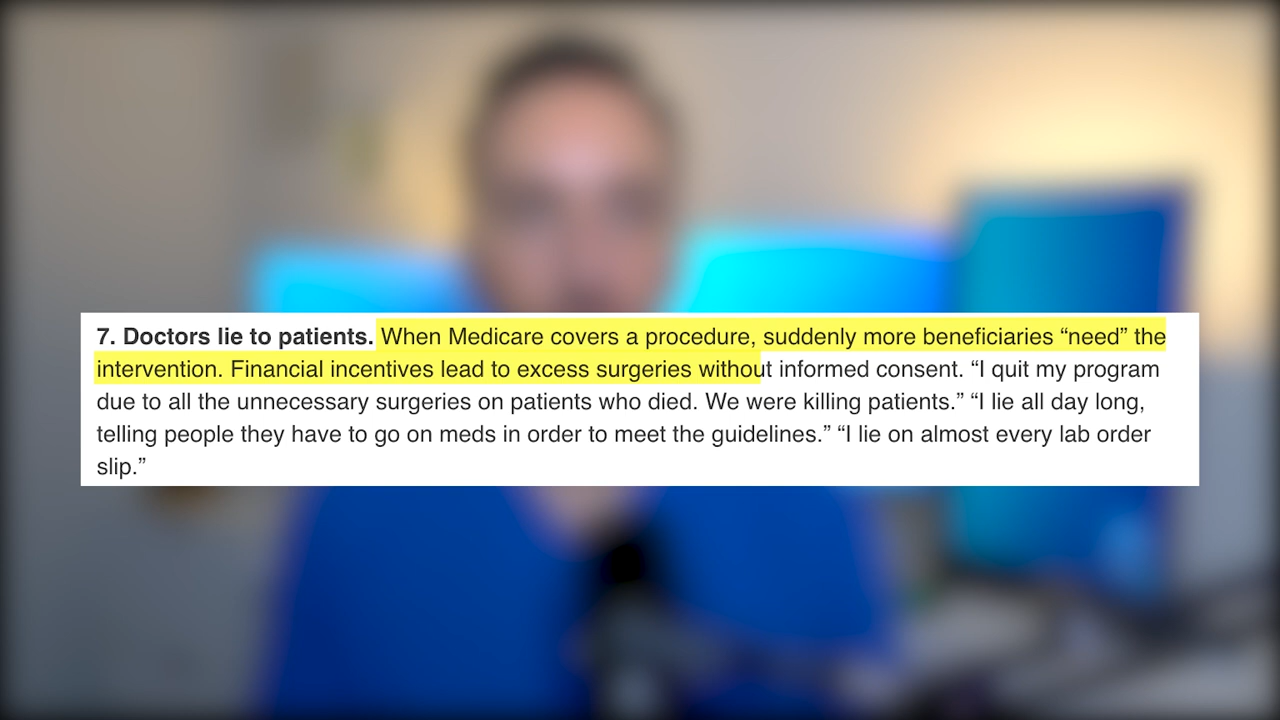 7. Doctors lie to patients. When Medicare covers a procedure, suddenly more beneficiaries “need” the
intervention. Financial incentives lead to excess surgeries without informed consent. “I quit my program
due to all the unnecessary surgeries on patients who died. We were killing patients.” “I lie all day long,
telling people they have to go on meds in order to meet the guidelines.” “I lie on almost every lab order
slip.”